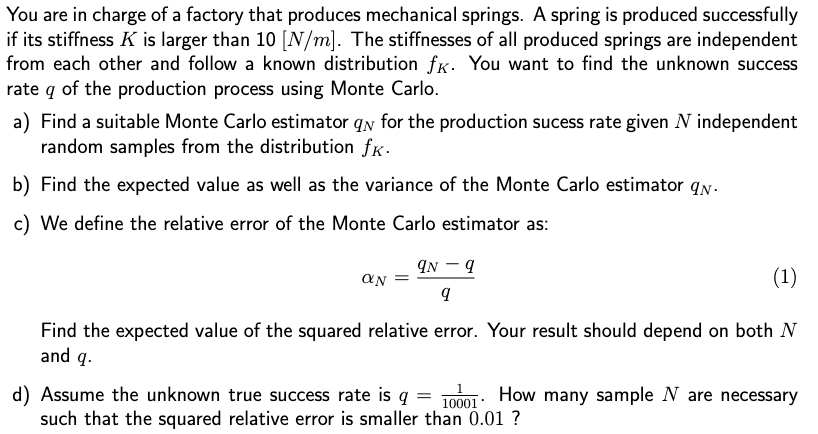 You are in charge of a factory that produces mechanical springs. A spring is produced successfully
if its stiffness K is larger than 10 [N/m]. The stiffnesses of all produced springs are independent
from each other and follow a known distribution f_K. You want to find the unknown success
rate q of the production process using Monte Carlo.
a) Find a suitable Monte Carlo estimator q_N for the production sucess rate given N independent
random samples from the distribution f_K.
b) Find the expected value as well as the variance of the Monte Carlo estimator q_N.
c) We define the relative error of the Monte Carlo estimator as:
α_N = (q_N − q) / q (1)
Find the expected value of the squared relative error. Your result should depend on both N
and q.
d) Assume the unknown true success rate is q = 1/10001. How many sample N are necessary
such that the squared relative error is smaller than 0.01 ?